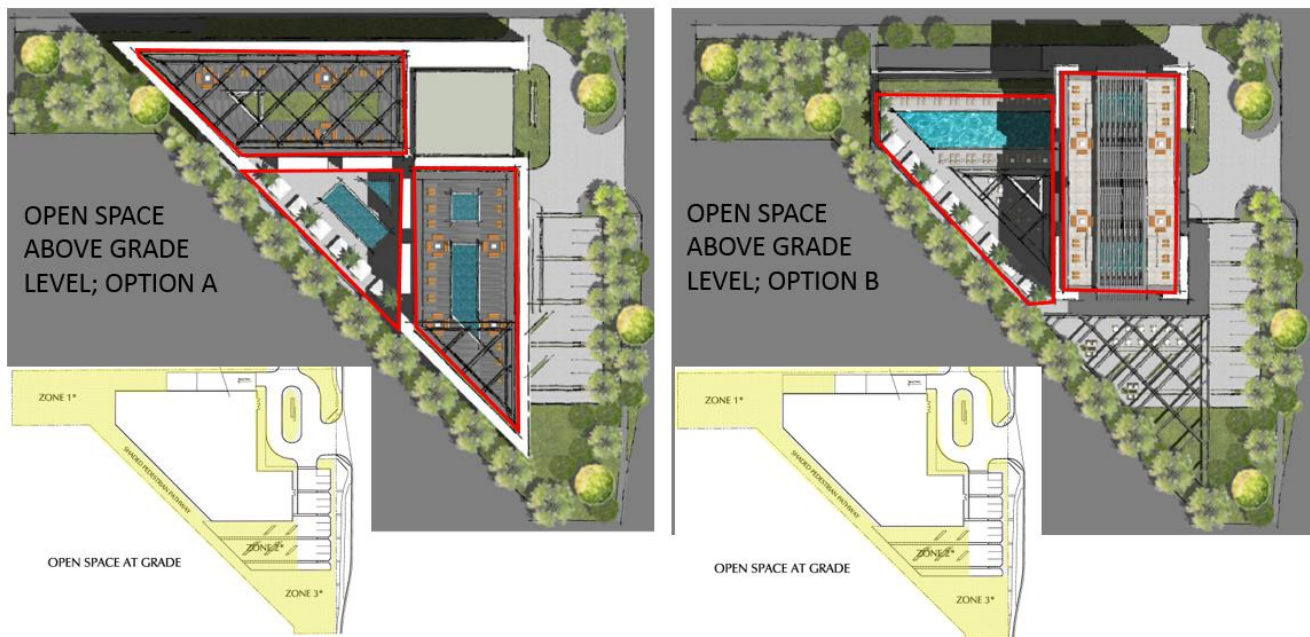 OPEN SPACE
ABOVE GRADE
LEVEL; OPTION A
ZONE 1*
SHADED PEDESTRIAN PATHWAY
ZONE 2*
OPEN SPACE AT GRADE
ZONE 3*
OPEN SPACE
ABOVE GRADE
LEVEL; OPTION B
ZONE 1*
SHADED PEDESTRIAN PATHWAY
ZONE 2*
OPEN SPACE AT GRADE
ZONE 3*